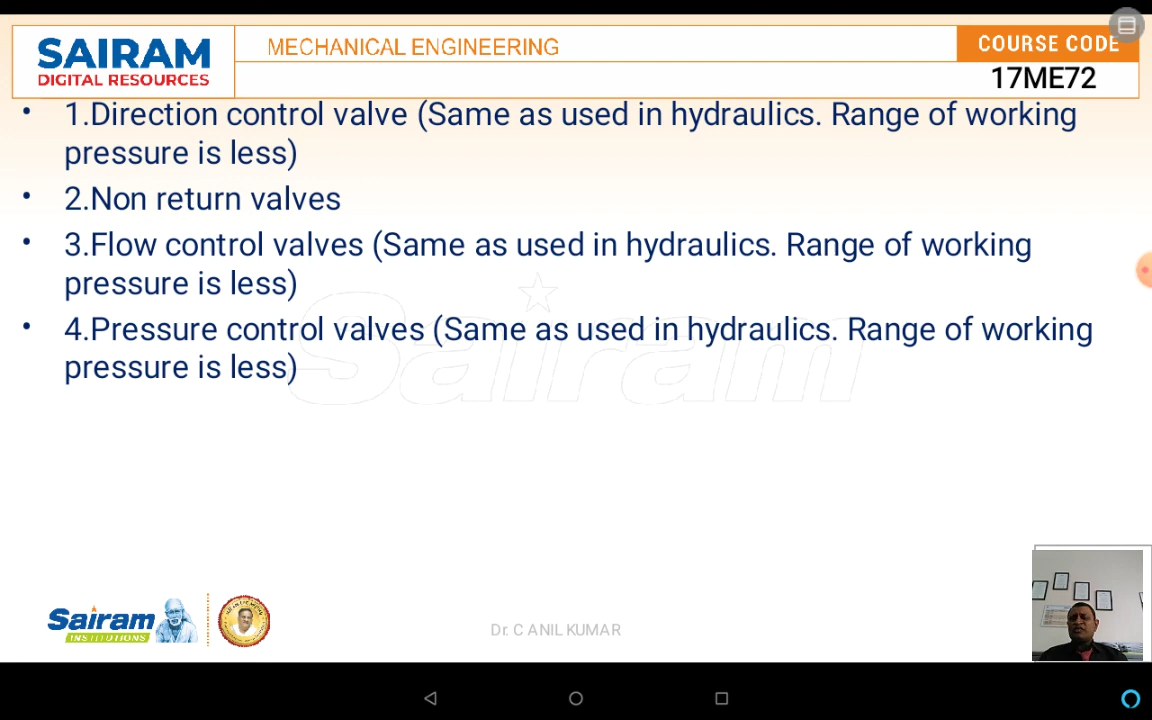 SAIRAM
DIGITAL RESOURCES
MECHANICAL ENGINEERING
COURSE CODE
17ME72
• 1.Direction control valve (Same as used in hydraulics. Range of working
pressure is less)
• 2.Non return valves
• 3.Flow control valves (Same as used in hydraulics. Range of working
pressure is less)
• 4.Pressure control valves (Same as used in hydraulics. Range of working
pressure is less)
Sairam
Sairam
INSTITUTIONS
Dr. C ANIL KUMAR